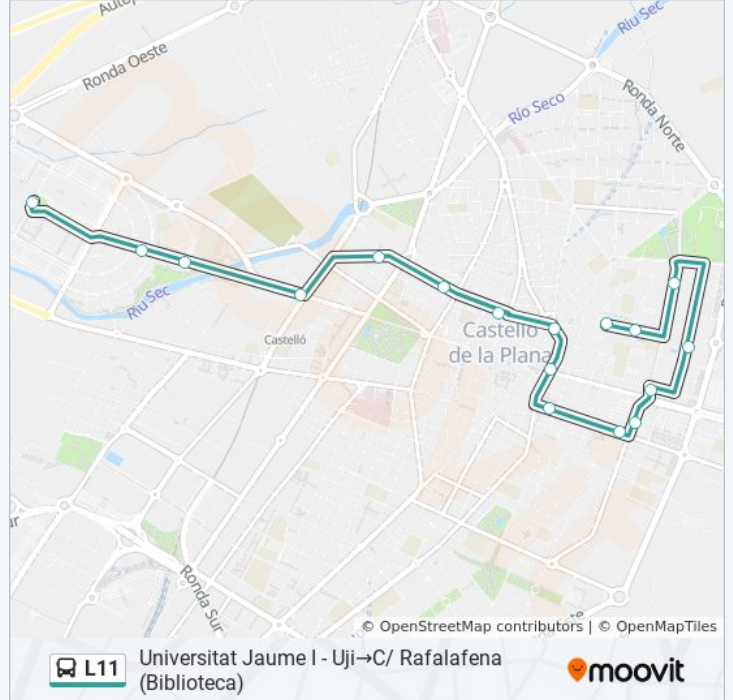 Riu Sec
Ronda Oeste
Río Seco
Ronda Norte
Riu Sec
Castelló
Castelló
de la Plana
Ronda Sur
© OpenStreetMap contributors | © OpenMapTiles
L11
Universitat Jaume I - Uji→C/ Rafalafena
(Biblioteca)
moovit